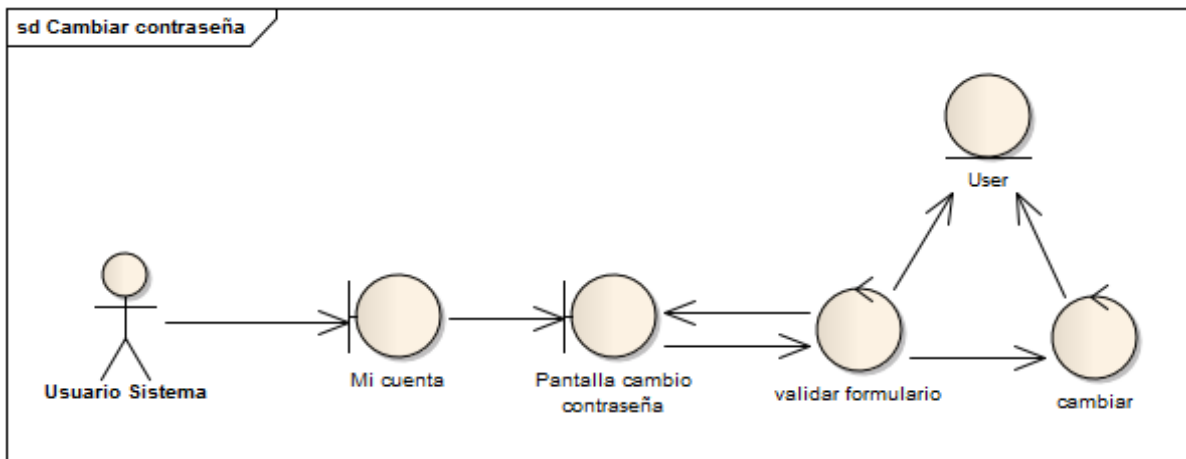 sd Cambiar contraseña
User
Usuario Sistema
Mi cuenta
Pantalla cambio
contraseña
validar formulario
cambiar